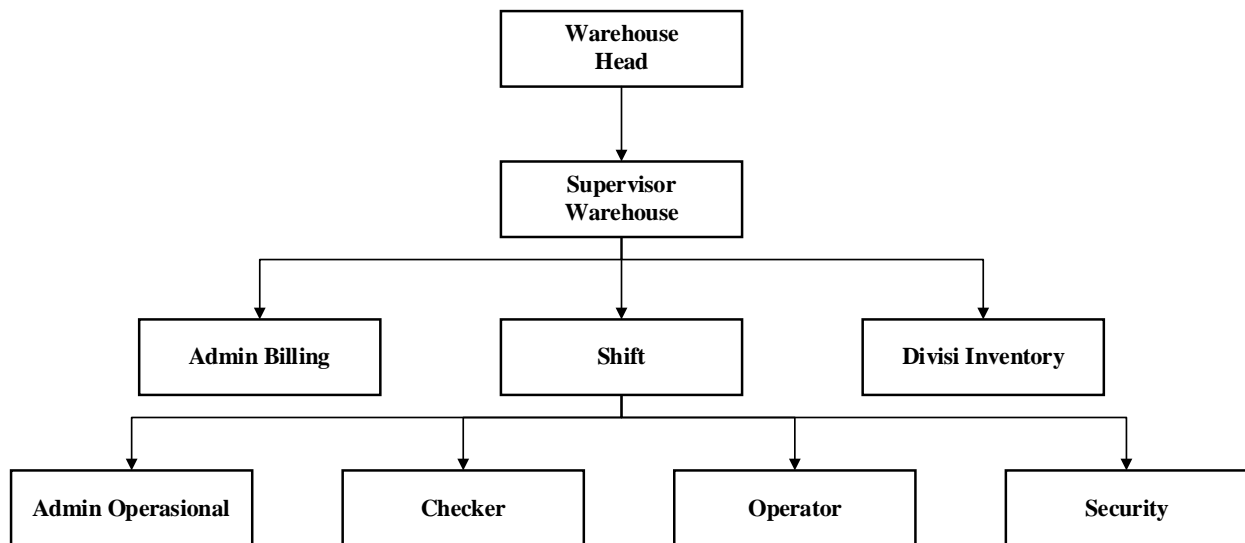 Warehouse
Head
Supervisor
Warehouse
Admin Billing
Shift
Divisi Inventory
Admin Operasional
Checker
Operator
Security